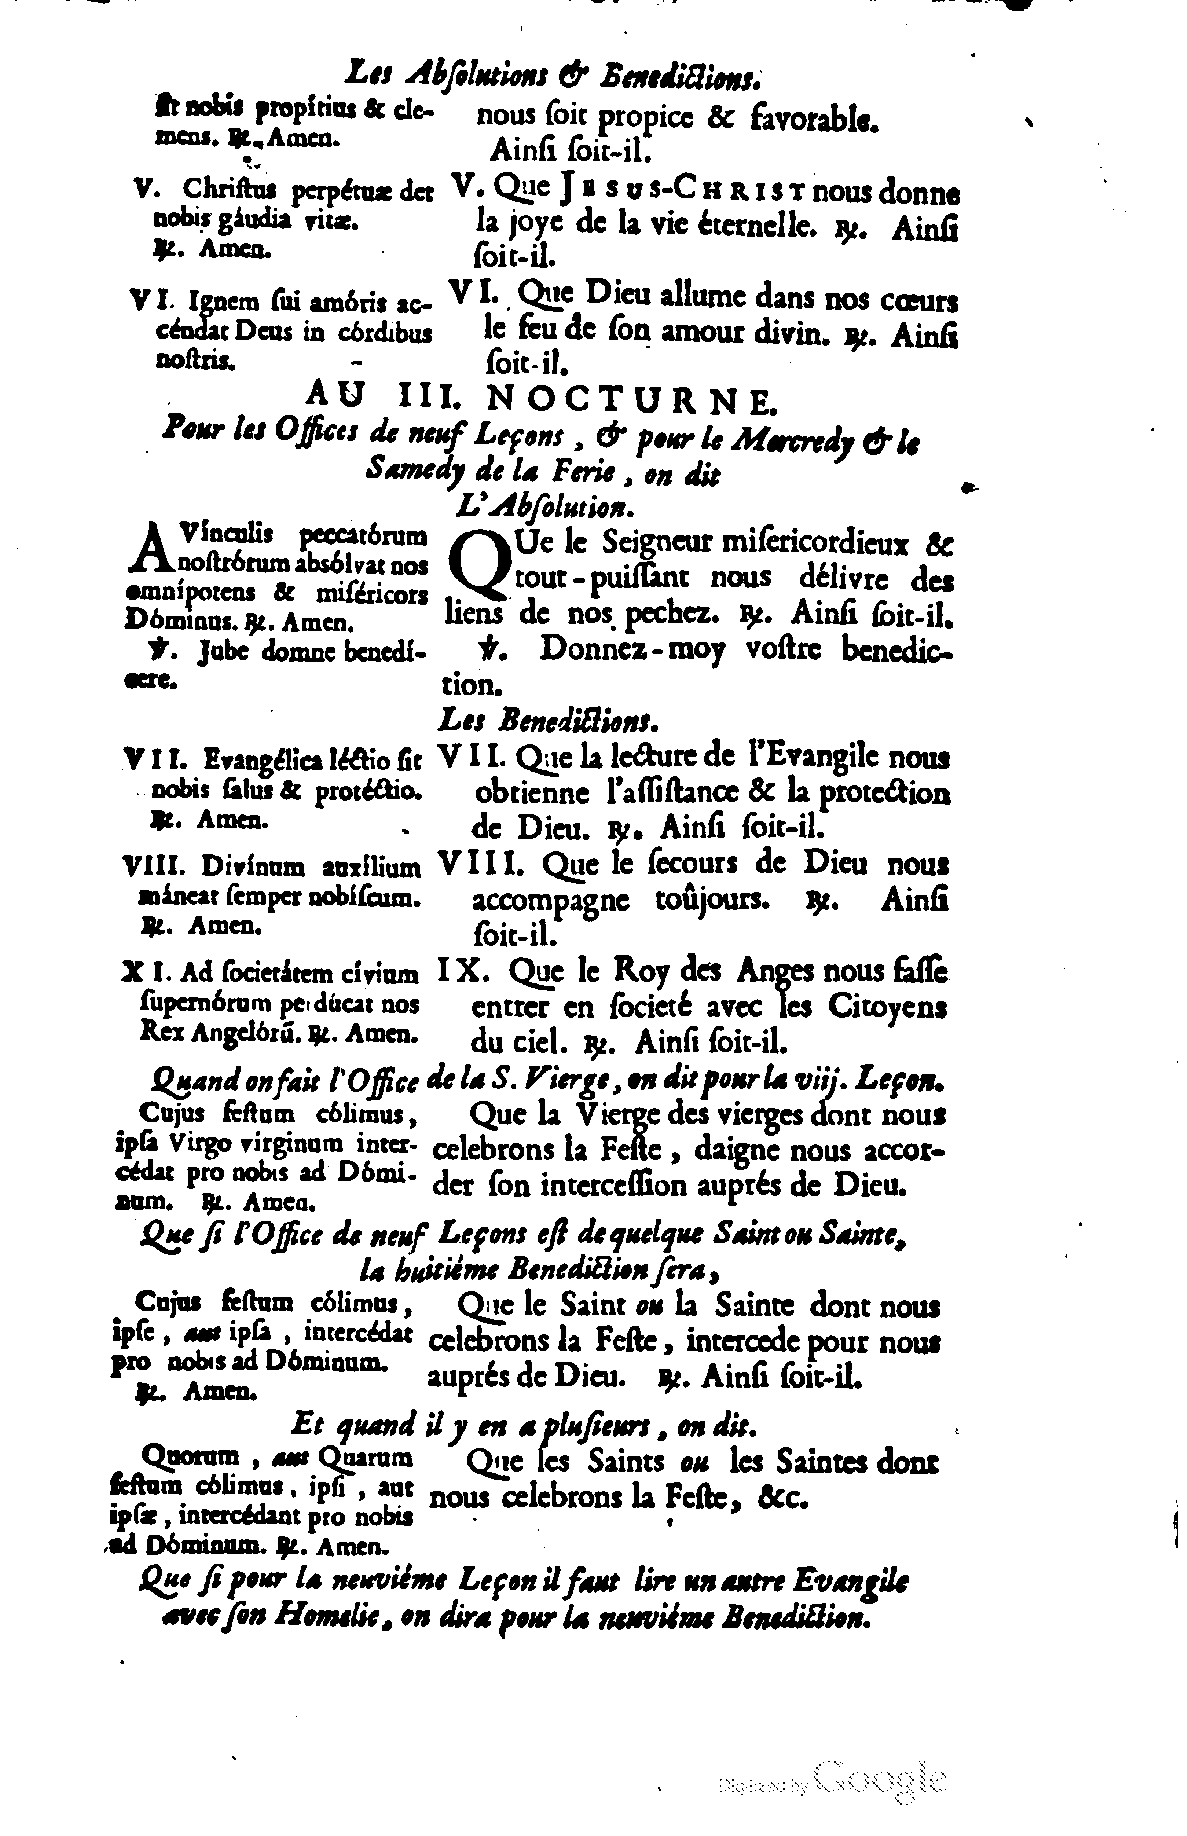 Les Abſolutions & Benedictions.
ſit nobis propítius & cle-
mens. ℟. Amen.
nous ſoit propice & favorable.
Ainſi ſoit-il.
V. Chriſtus perpétuæ det
nobis gáudia vitæ.
℟. Amen.
V. Que JESUS-CHRIST nous donne
la joye de la vie éternelle. ℟. Ainſi
ſoit-il.
VI. Ignem ſui amóris ac-
céndat Deus in córdibus
noſtris.
VI. Que Dieu allume dans nos cœurs
le feu de ſon amour divin. ℟. Ainſi
ſoit-il.
AU III. NOCTURNE.
Pour les Offices de neuf Leçons, & pour le Mercredy & le
Samedy de la Ferie, on dit
L'Abſolution.
A Vínculis peccatórum
noſtrórum absólvat nos
omnípotens & miſéricors
Dóminus. ℟. Amen.
℣. Jube domne benedí-
cere.
QUe le Seigneur miſericordieux &
tout-puiſſant nous délivre des
liens de nos pechez. ℟. Ainſi ſoit-il.
℣. Donnez-moy voſtre benedic-
tion.
Les Benedictions.
VII. Evangélica léctio ſit
nobis ſalus & protéctio.
℟. Amen.
VII. Que la lecture de l'Evangile nous
obtienne l'aſſiſtance & la protection
de Dieu. ℟. Ainſi ſoit-il.
VIII. Divínum auxílium
máneat ſemper nobíſcum.
℟. Amen.
VIII. Que le ſecours de Dieu nous
accompagne toûjours. ℟. Ainſi
ſoit-il.
XI. Ad ſocietátem cívium
ſupernórum perdúcat nos
Rex Angelórũ. ℟. Amen.
IX. Que le Roy des Anges nous faſſe
entrer en ſocieté avec les Citoyens
du ciel. ℟. Ainſi ſoit-il.
Quand on fait l'Office de la S. Vierge, on dit pour la viij. Leçon.
Cujus feſtum cólimus,
ipſa Virgo vírginum inter-
cédat pro nobis ad Dómi-
num. ℟. Amen.
Que la Vierge des vierges dont nous
celebrons la Feſte, daigne nous accor-
der ſon interceſſion auprés de Dieu.
Que ſi l'Office de neuf Leçons eſt de quelque Saint ou Sainte,
la huitiéme Benediction ſera,
Cujus feſtum cólimus,
ipſe, aut ipſa, intercédat
pro nobis ad Dóminum.
℟. Amen.
Que le Saint ou la Sainte dont nous
celebrons la Feſte, intercede pour nous
auprés de Dieu. ℟. Ainſi ſoit-il.
Et quand il y en a pluſieurs, on dit.
Quorum, aut Quarum
feſtum cólimus, ipſi, aut
ipſæ, intercédant pro nobis
ad Dóminum. ℟. Amen.
Que les Saints ou les Saintes dont
nous celebrons la Feſte, &c.
Que ſi pour la neuviéme Leçon il faut lire un autre Evangile
avec ſon Homelie, on dira pour la neuviéme Benediction.
Digitized by Google